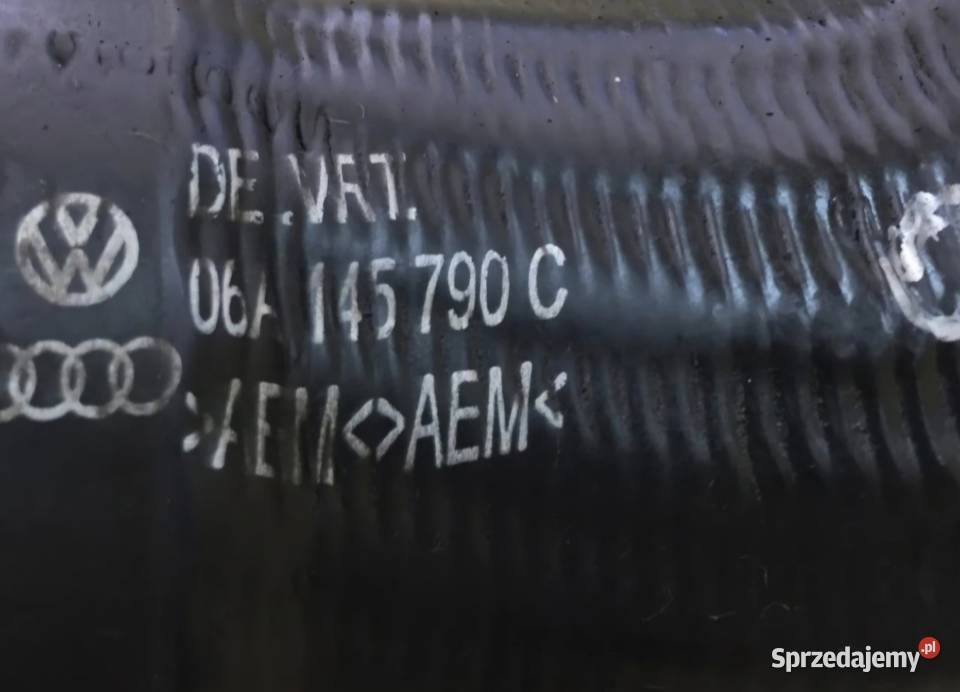 DE.VRT.
06A 145 790 C
>AEM<>AEM<
Sprzedajemy.pl